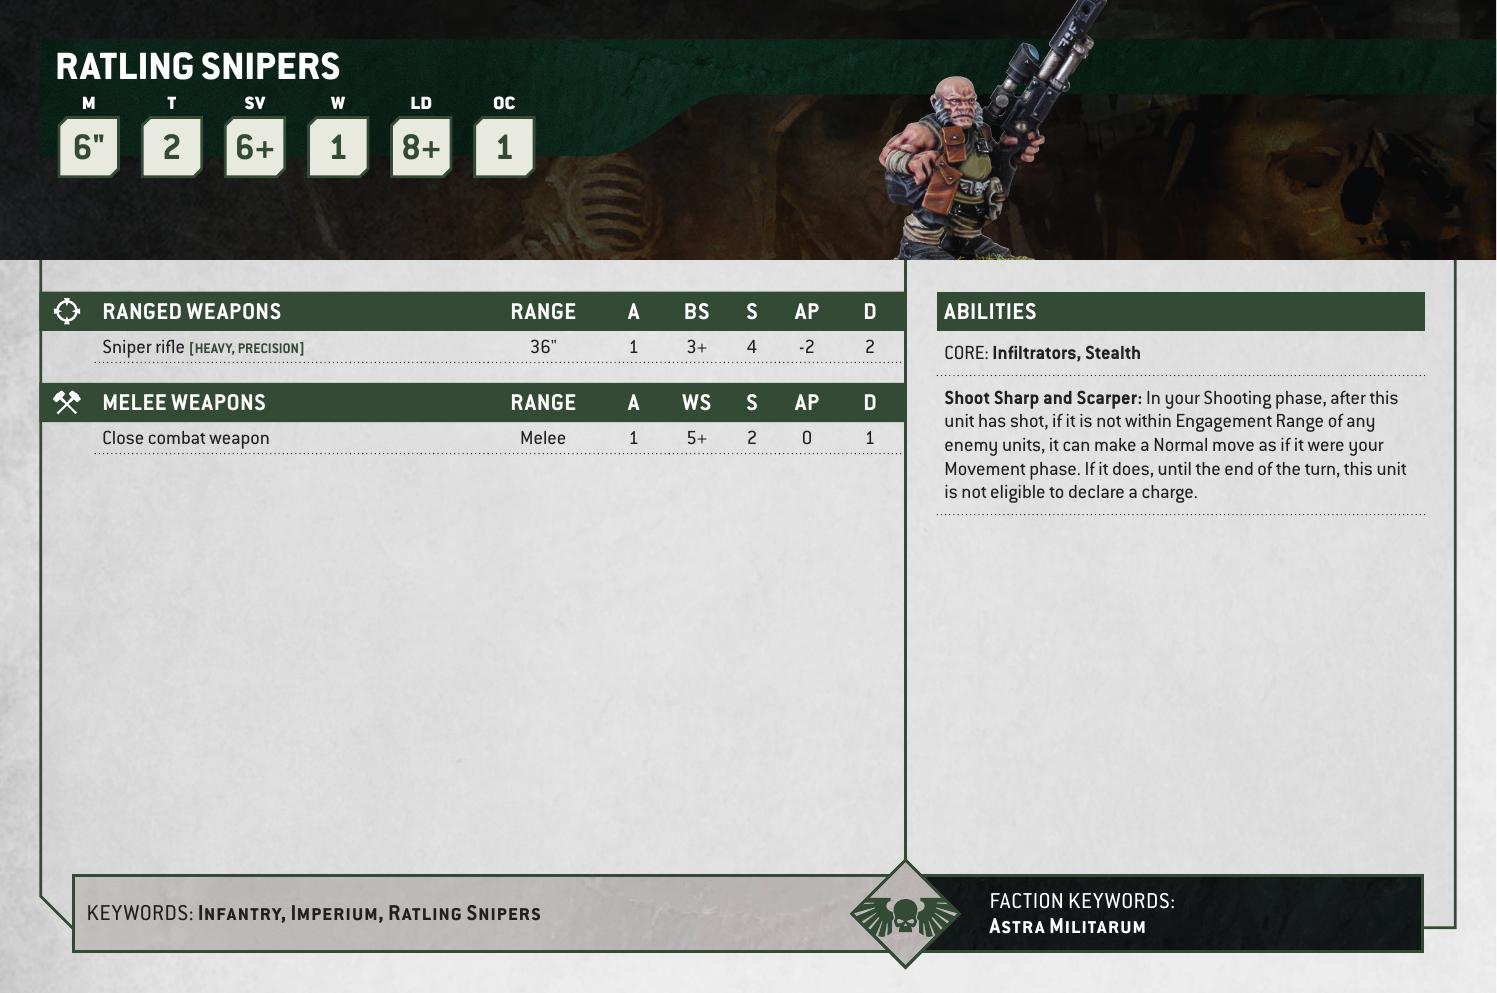 RATLING SNIPERS
M T SV W LD OC
6" 2 6+ 1 8+ 1
RANGED WEAPONS RANGE A BS S AP D
Sniper rifle [HEAVY, PRECISION] 36" 1 3+ 4 -2 2
MELEE WEAPONS RANGE A WS S AP D
Close combat weapon Melee 1 5+ 2 0 1
ABILITIES
CORE: Infiltrators, Stealth
Shoot Sharp and Scarper: In your Shooting phase, after this
unit has shot, if it is not within Engagement Range of any
enemy units, it can make a Normal move as if it were your
Movement phase. If it does, until the end of the turn, this unit
is not eligible to declare a charge.
KEYWORDS: INFANTRY, IMPERIUM, RATLING SNIPERS
FACTION KEYWORDS:
ASTRA MILITARUM